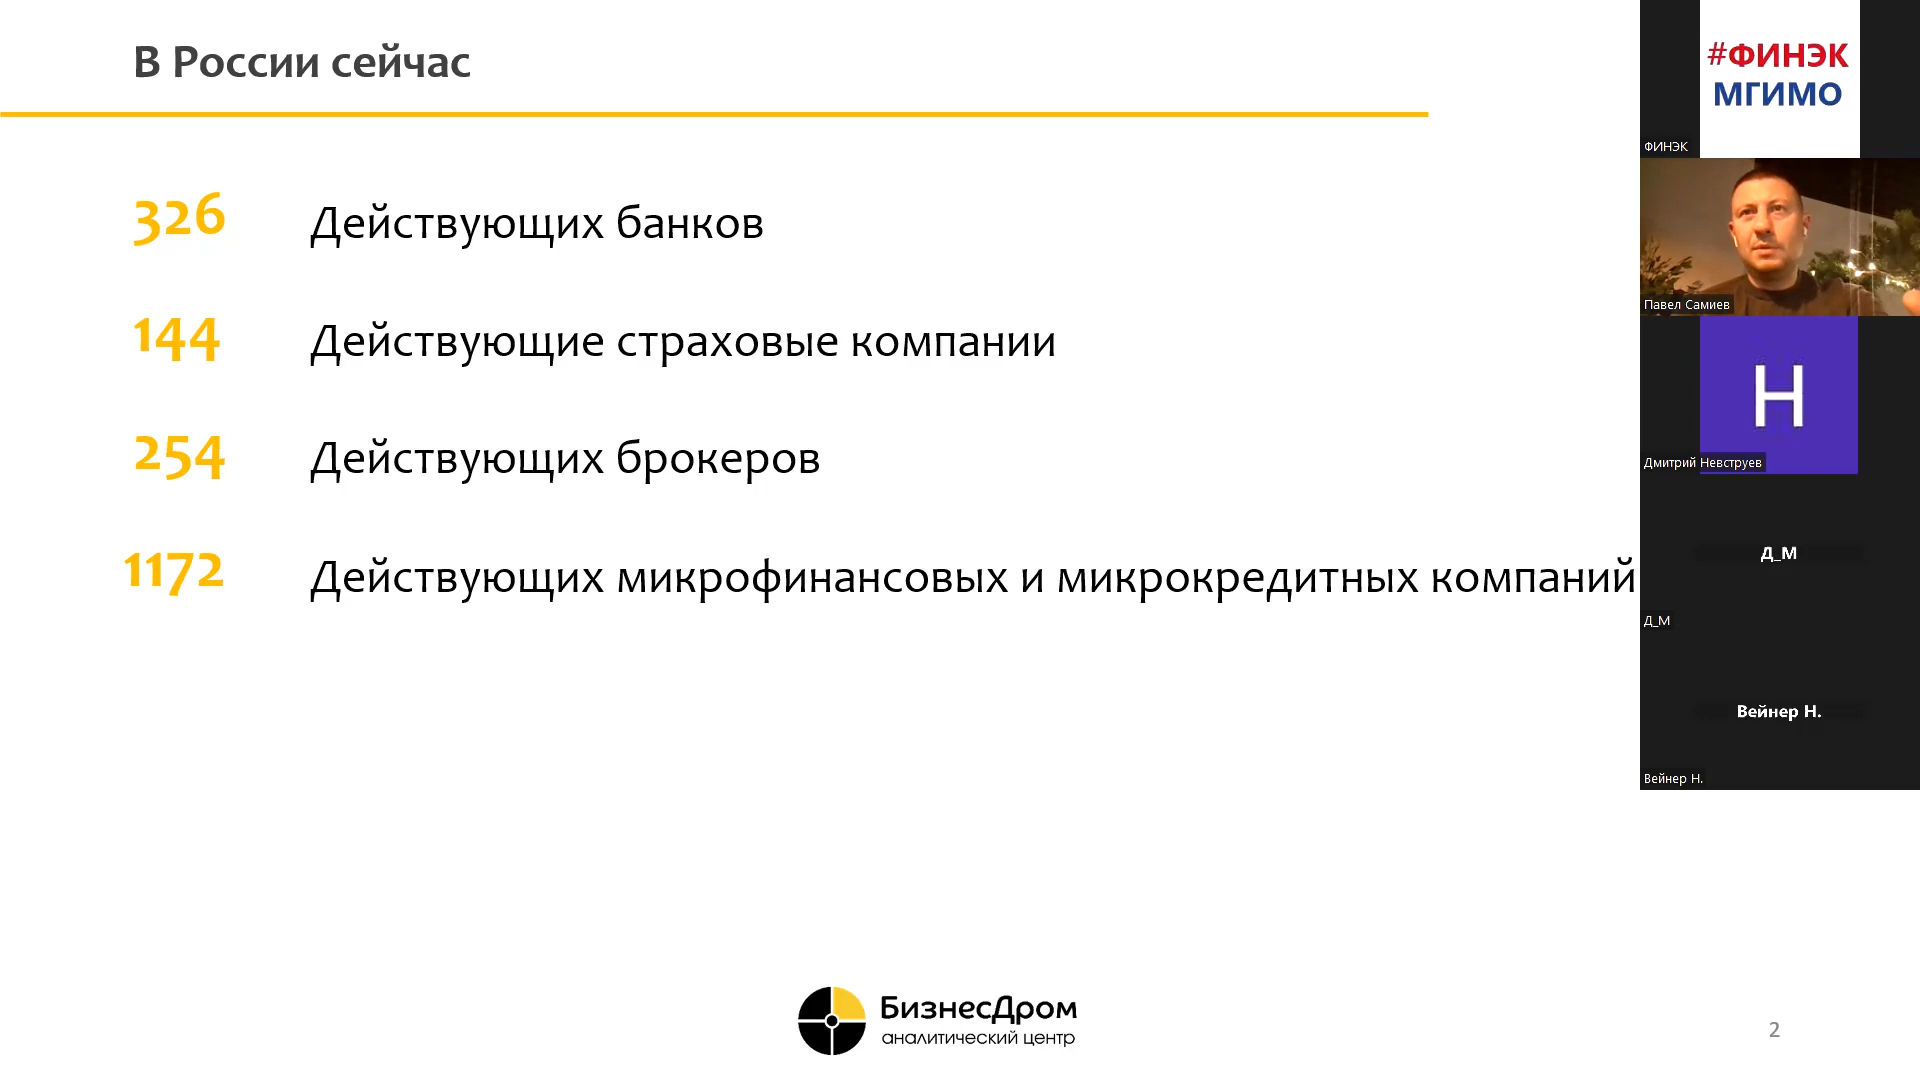 В России сейчас
326 Действующих банков
144 Действующие страховые компании
254 Действующих брокеров
1172 Действующих микрофинансовых и микрокредитных компаний
БизнесДром
аналитический центр
2
#ФИНЭК
МГИМО
ФИНЭК
Павел Самиев
Н
Дмитрий Невструев
Д_М
Д_М
Вейнер Н.
Вейнер Н.